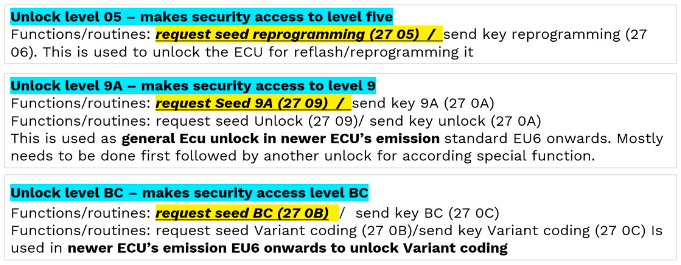 Unlock level 05 – makes security access to level five
Functions/routines: request seed reprogramming (27 05) / send key reprogramming (27
06). This is used to unlock the ECU for reflash/reprogramming it
Unlock level 9A – makes security access to level 9
Functions/routines: request Seed 9A (27 09) / send key 9A (27 0A)
Functions/routines: request seed Unlock (27 09)/ send key unlock (27 0A)
This is used as general Ecu unlock in newer ECU’s emission standard EU6 onwards. Mostly
needs to be done first followed by another unlock for according special function.
Unlock level BC – makes security access level BC
Functions/routines: request seed BC (27 0B) / send key BC (27 0C)
Functions/routines: request seed Variant coding (27 0B)/send key Variant coding (27 0C) Is
used in newer ECU’s emission EU6 onwards to unlock Variant coding